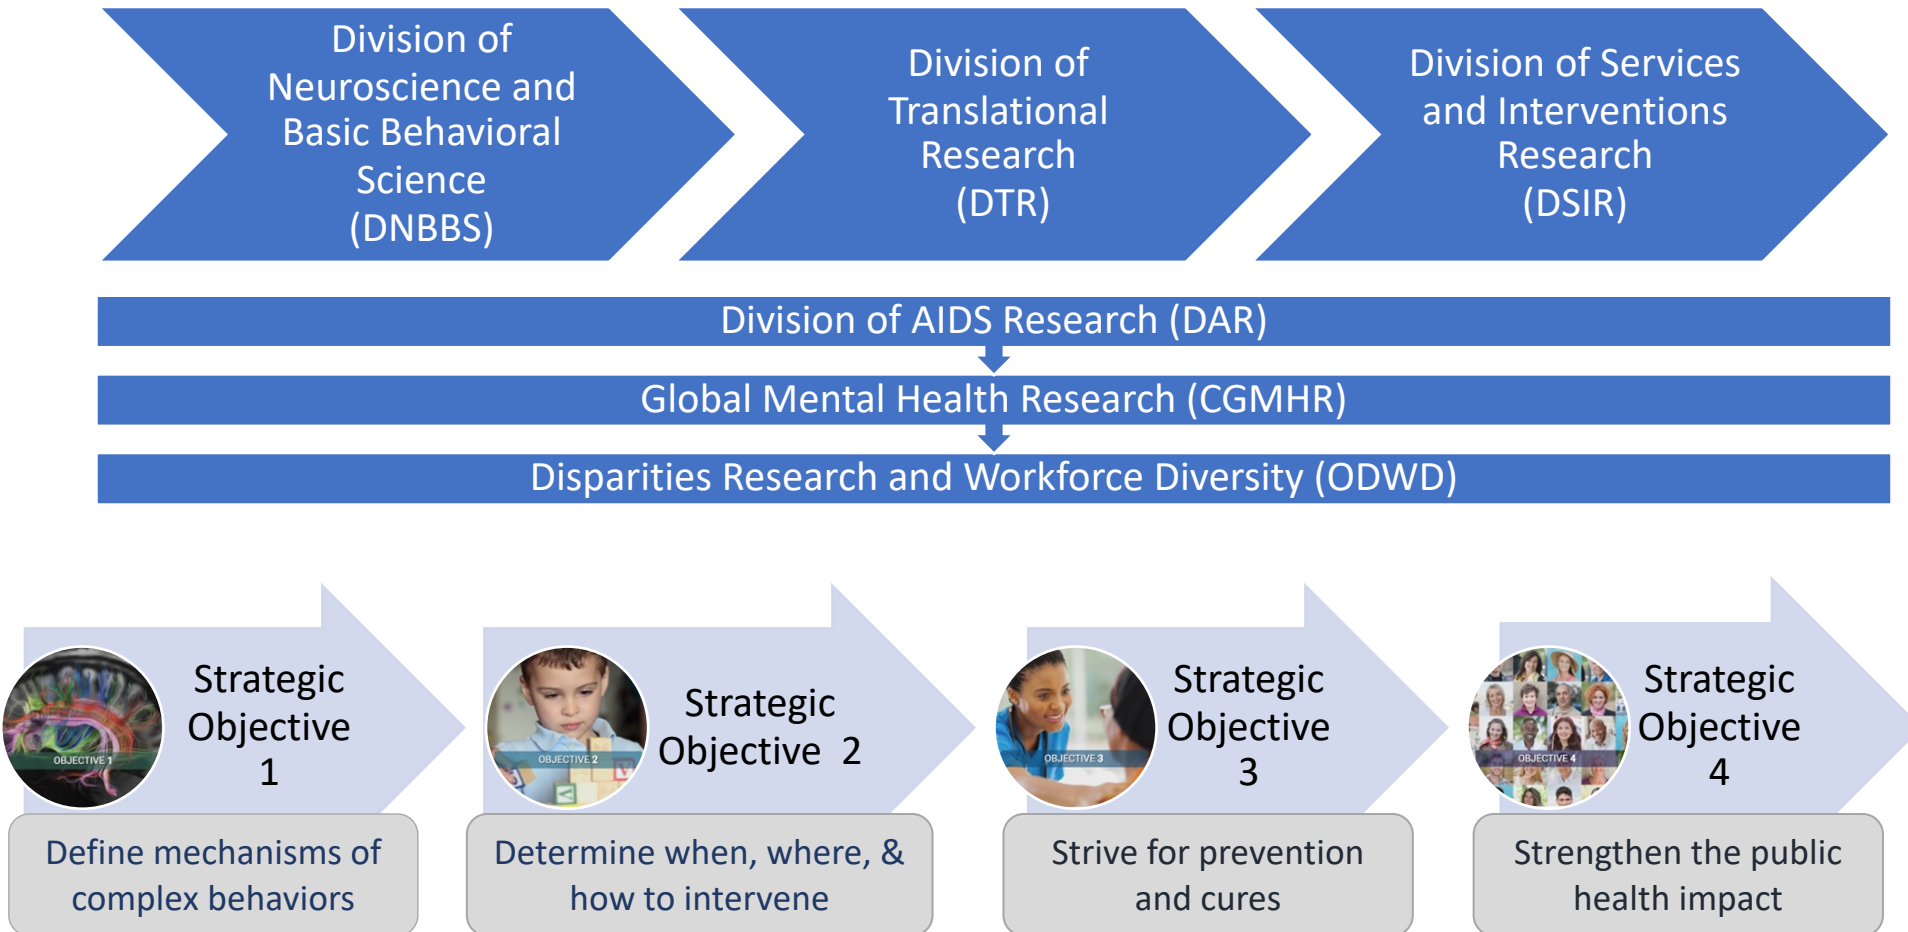 Division of
Neuroscience and
Basic Behavioral
Science
(DNBBS)
Division of
Translational
Research
(DTR)
Division of Services
and Interventions
Research
(DSIR)
Division of AIDS Research (DAR)
Global Mental Health Research (CGMHR)
Disparities Research and Workforce Diversity (ODWD)
OBJECTIVE 1
Strategic
Objective
1
Define mechanisms of
complex behaviors
OBJECTIVE 2
Strategic
Objective 2
Determine when, where, &
how to intervene
OBJECTIVE 3
Strategic
Objective
3
Strive for prevention
and cures
OBJECTIVE 4
Strategic
Objective
4
Strengthen the public
health impact